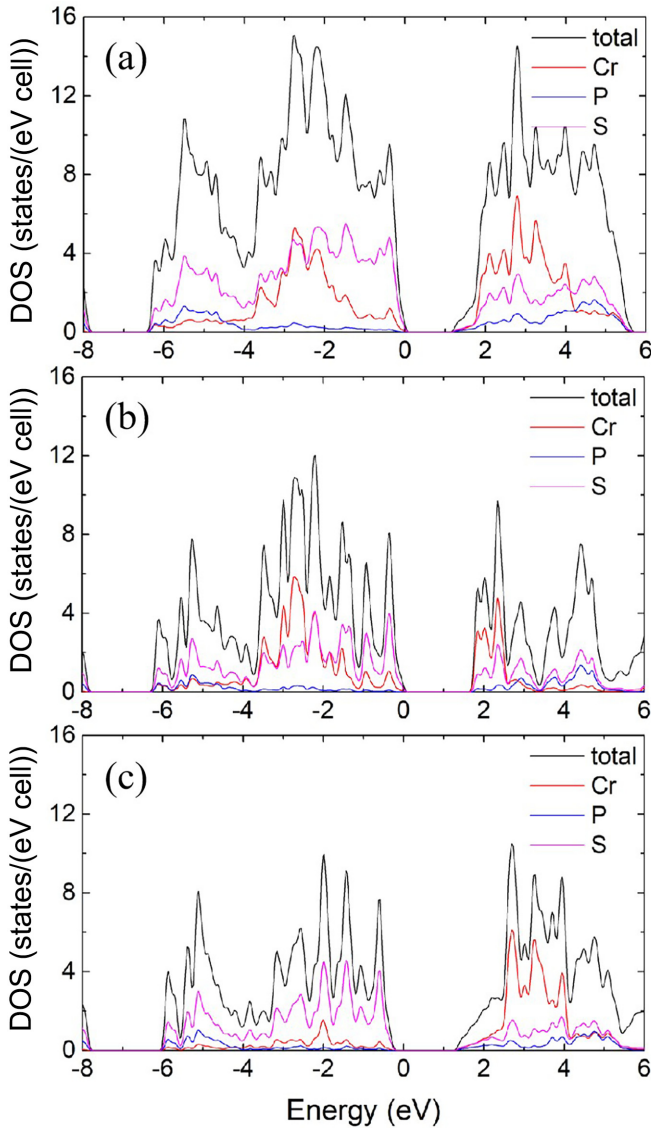 16
12
8
4
0
DOS (states/(eV cell))
(a)
total
Cr
P
S
-8
-6
-4
-2
0
2
4
6
16
12
8
4
0
DOS (states/(eV cell))
(b)
total
Cr
P
S
-8
-6
-4
-2
0
2
4
6
16
12
8
4
0
DOS (states/(eV cell))
(c)
total
Cr
P
S
-8
-6
-4
-2
0
2
4
6
Energy (eV)